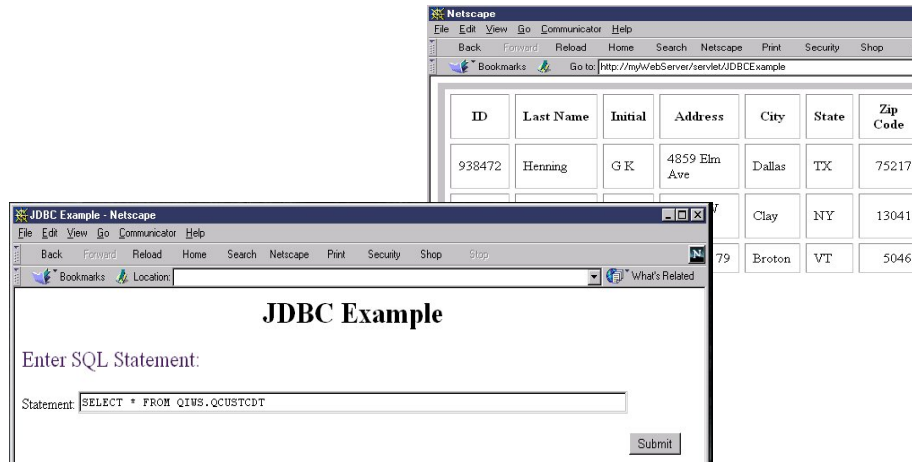 Netscape
File Edit View Go Communicator Help
Back Forward Reload Home Search Netscape Print Security Shop
Bookmarks Go to: http://myWebServer/servlet/JDBCExample
ID Last Name Initial Address City State Zip Code
938472 Henning G K 4859 Elm Ave Dallas TX 75217
Clay NY 13041
79 Broton VT 5046
JDBC Example - Netscape
File Edit View Go Communicator Help
Back Forward Reload Home Search Netscape Print Security Shop Stop
Bookmarks Location: What's Related
JDBC Example
Enter SQL Statement:
Statement: SELECT * FROM QIWS.QCUSTCDT
Submit